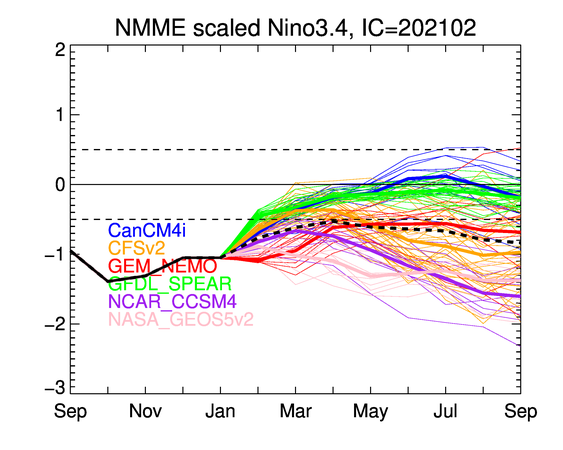 NMME scaled Nino3.4, IC=202102
2
1
0
−1
−2
−3
CanCM4i
CFSv2
GEM_NEMO
GFDL_SPEAR
NCAR_CCSM4
NASA_GEOS5v2
Sep Nov Jan Mar May Jul Sep